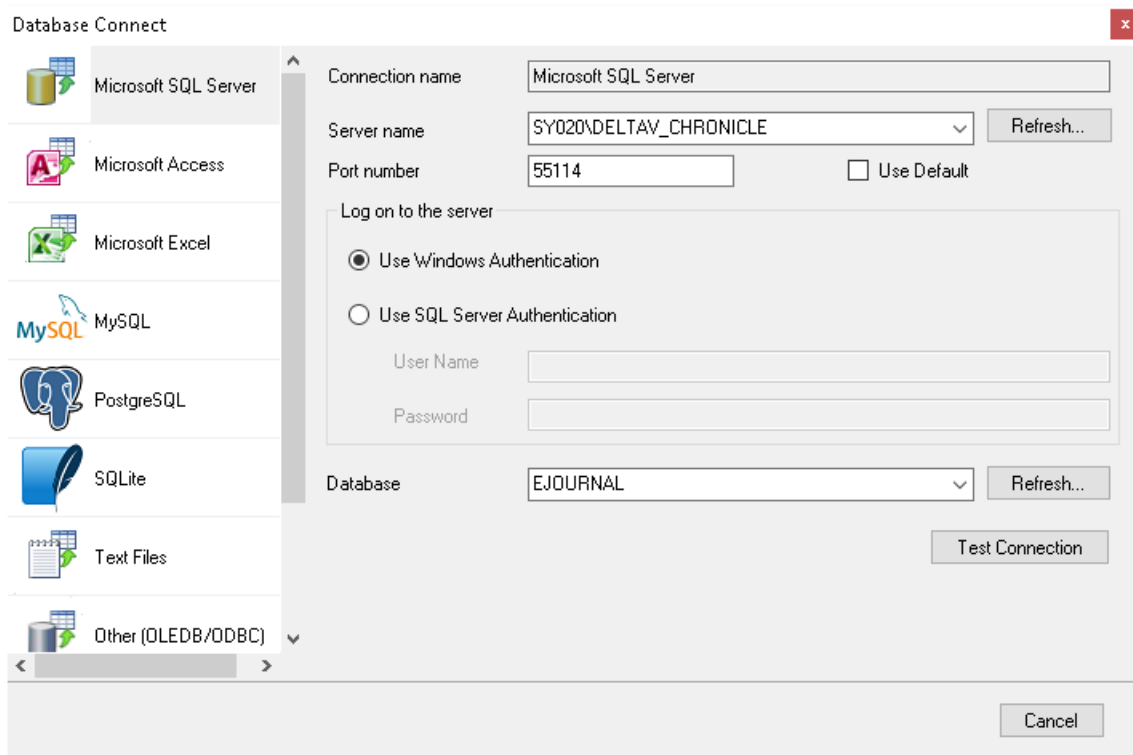 Database Connect
x
Microsoft SQL Server
Microsoft Access
Microsoft Excel
MySQL MySQL
PostgreSQL
SQLite
Text Files
Other (OLEDB/ODBC)
Connection name Microsoft SQL Server
Server name SY020\DELTAV_CHRONICLE Refresh...
Port number 55114 Use Default
Log on to the server
Use Windows Authentication
Use SQL Server Authentication
User Name
Password
Database EJOURNAL Refresh...
Test Connection
Cancel